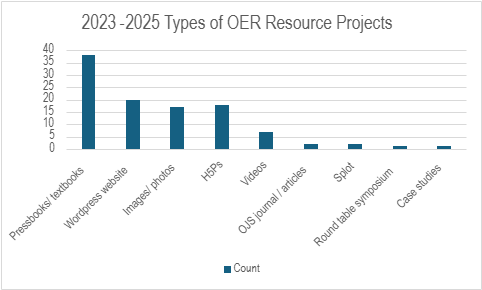 2023 -2025 Types of OER Resource Projects
40
35
30
25
20
15
10
5
0
Pressbooks/ textbooks
Wordpress website
Images/ photos
H5Ps
Videos
OJS journal / articles
Splot
Round table symposium
Case studies
Count